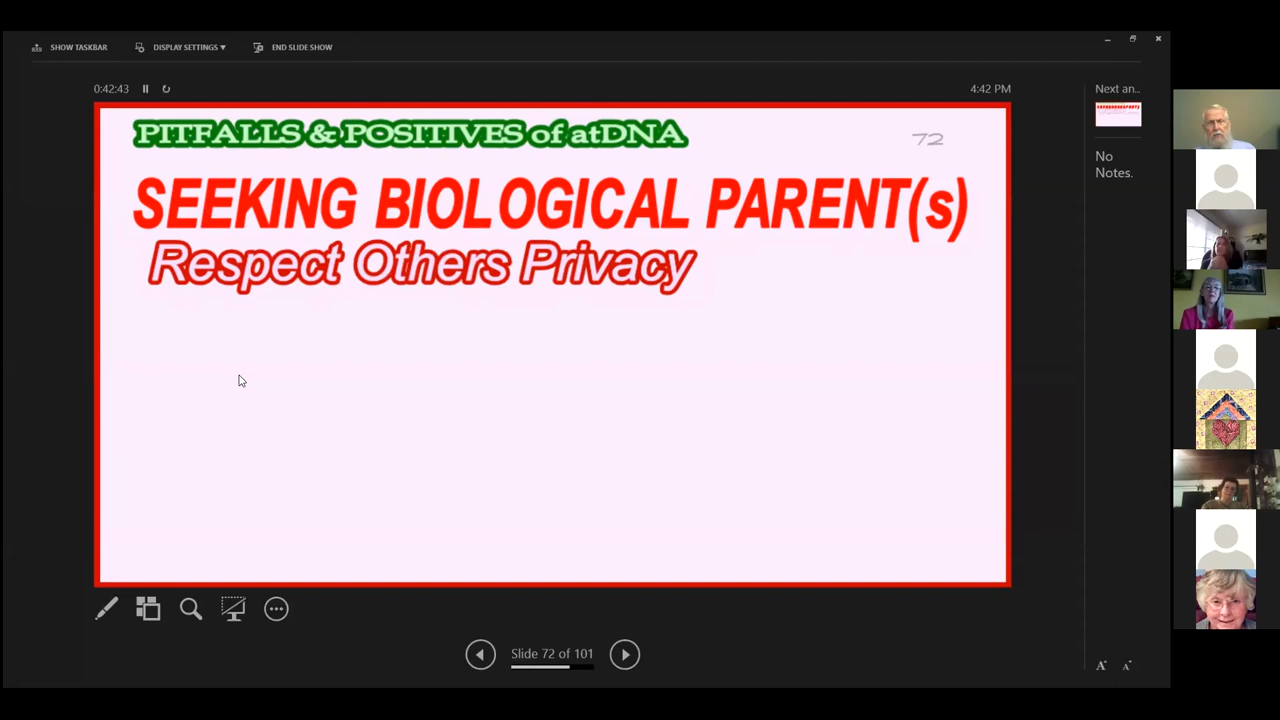 SHOW TASKBAR DISPLAY SETTINGS ▾ END SLIDE SHOW
0:42:43 4:42 PM Next an..
PITFALLS & POSITIVES of atDNA 72
SEEKING BIOLOGICAL PARENT(s)
Respect Others Privacy
No
Notes.
Slide 72 of 101
A A